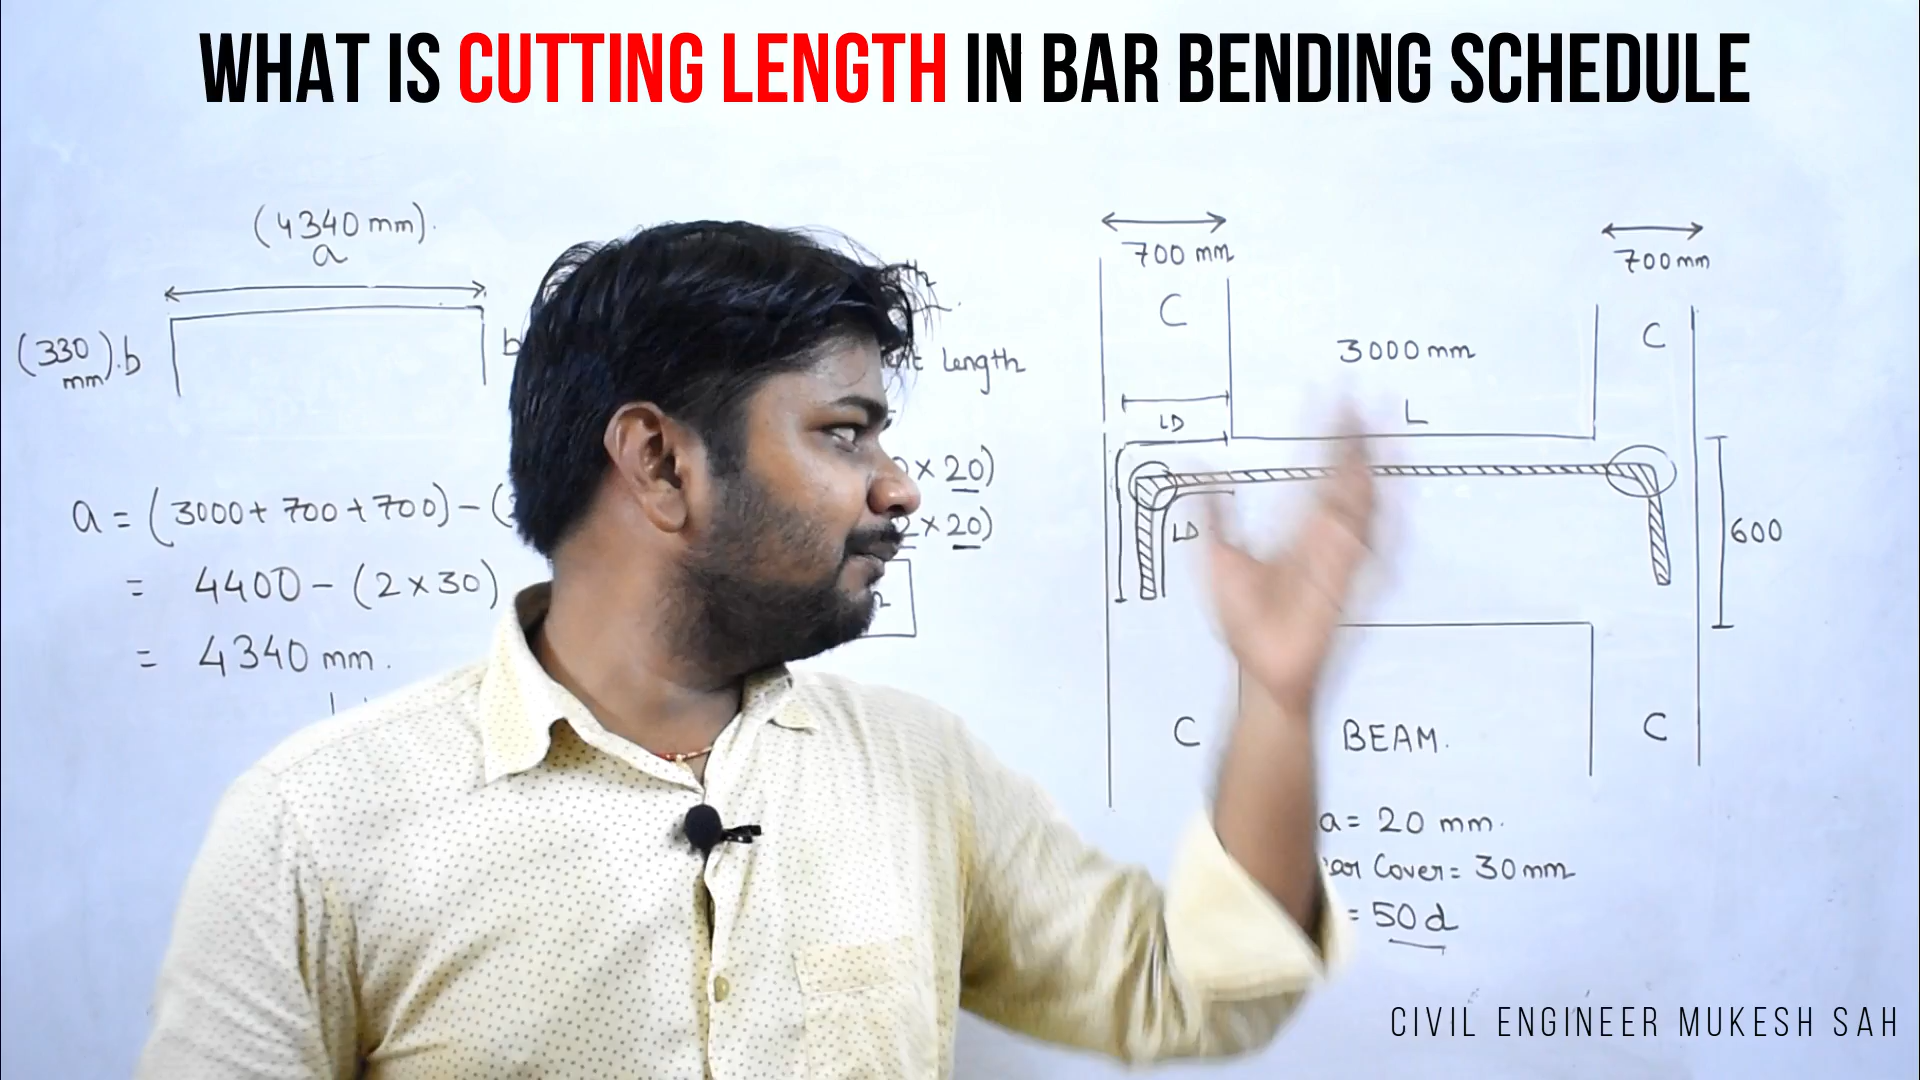 WHAT IS CUTTING LENGTH IN BAR BENDING SCHEDULE
(4340 mm).
a
(330 mm).b
b
a = (3000+ 700 + 700) - (
= 4400 - (2 x 30)
= 4340 mm.
length
x 20)
2 x 20)
700 mm
C
700 mm
C
3000 mm
L
LD
LD
600
C
BEAM.
C
a = 20 mm.
Cover = 30 mm
= 50 d
CIVIL ENGINEER MUKESH SAH